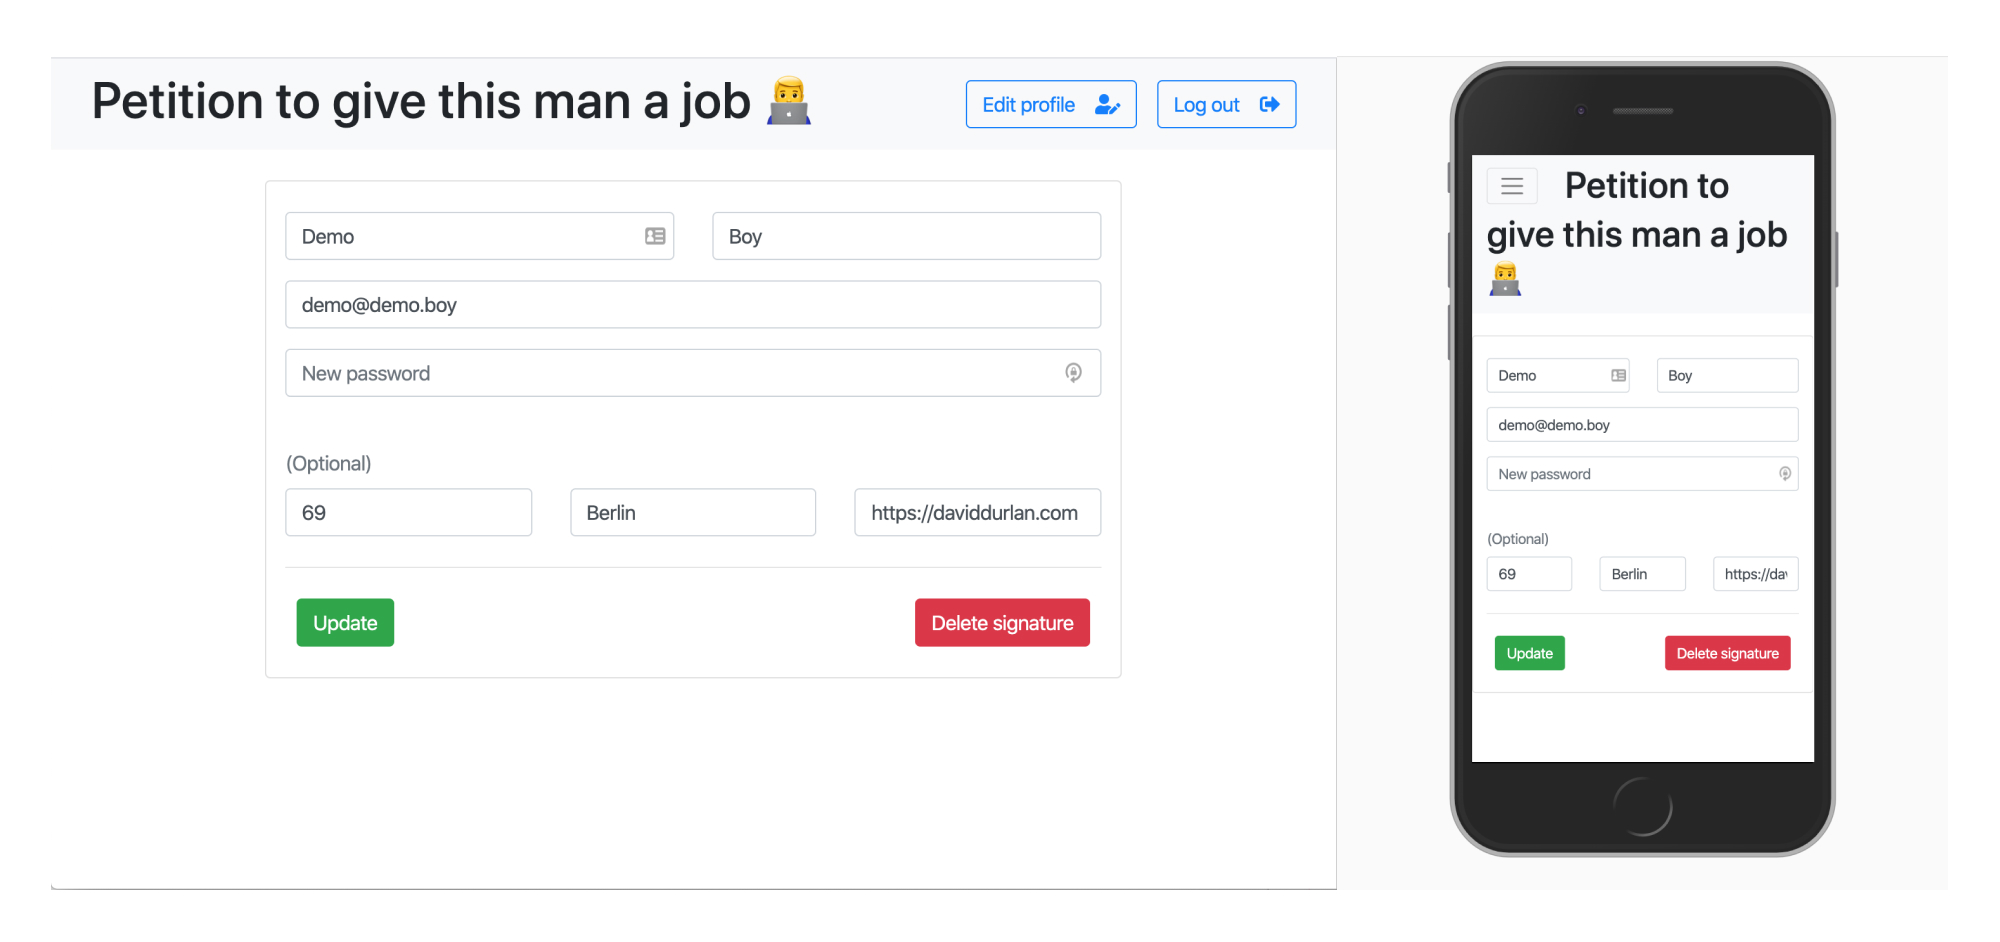 Petition to give this man a job 👨‍💻
Edit profile
Log out
Demo
Boy
demo@demo.boy
New password
(Optional)
69
Berlin
https://daviddurlan.com
Update
Delete signature
Petition to
give this man a job
👨‍💻
Demo
Boy
demo@demo.boy
New password
(Optional)
69
Berlin
https://da
Update
Delete signature